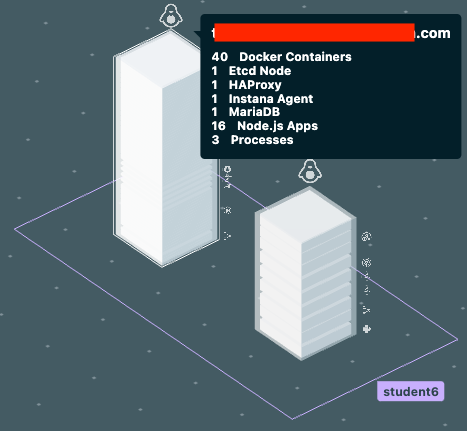 .com
40 Docker Containers
1 Etcd Node
1 HAProxy
1 Instana Agent
1 MariaDB
16 Node.js Apps
3 Processes
student6